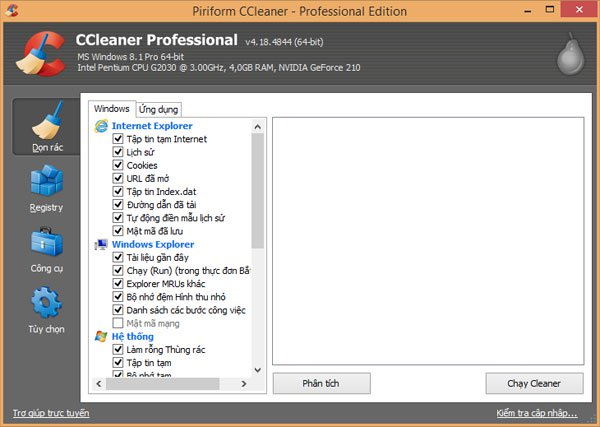 Piriform CCleaner - Professional Edition
CCleaner Professional v4.18.4844 (64-bit)
MS Windows 8.1 Pro 64-bit
Intel Pentium CPU G2030 @ 3.00GHz, 4,0GB RAM, NVIDIA GeForce 210
Dọn rác
Registry
Công cụ
Tùy chọn
Windows
Ứng dụng
Internet Explorer
Tập tin tạm Internet
Lịch sử
Cookies
URL đã mở
Tập tin Index.dat
Đường dẫn đã tải
Tự động điền mẫu lịch sử
Mật mã đã lưu
Windows Explorer
Tài liệu gần đây
Chạy (Run) (trong thực đơn Bắ
Explorer MRUs khác
Bộ nhớ đệm Hình thu nhỏ
Danh sách các bước công việc
Mật mã mạng
Hệ thống
Làm rỗng Thùng rác
Tập tin tạm
Bộ nhớ tạm
Phân tích
Chạy Cleaner
Trợ giúp trực tuyến
Kiểm tra cập nhập...